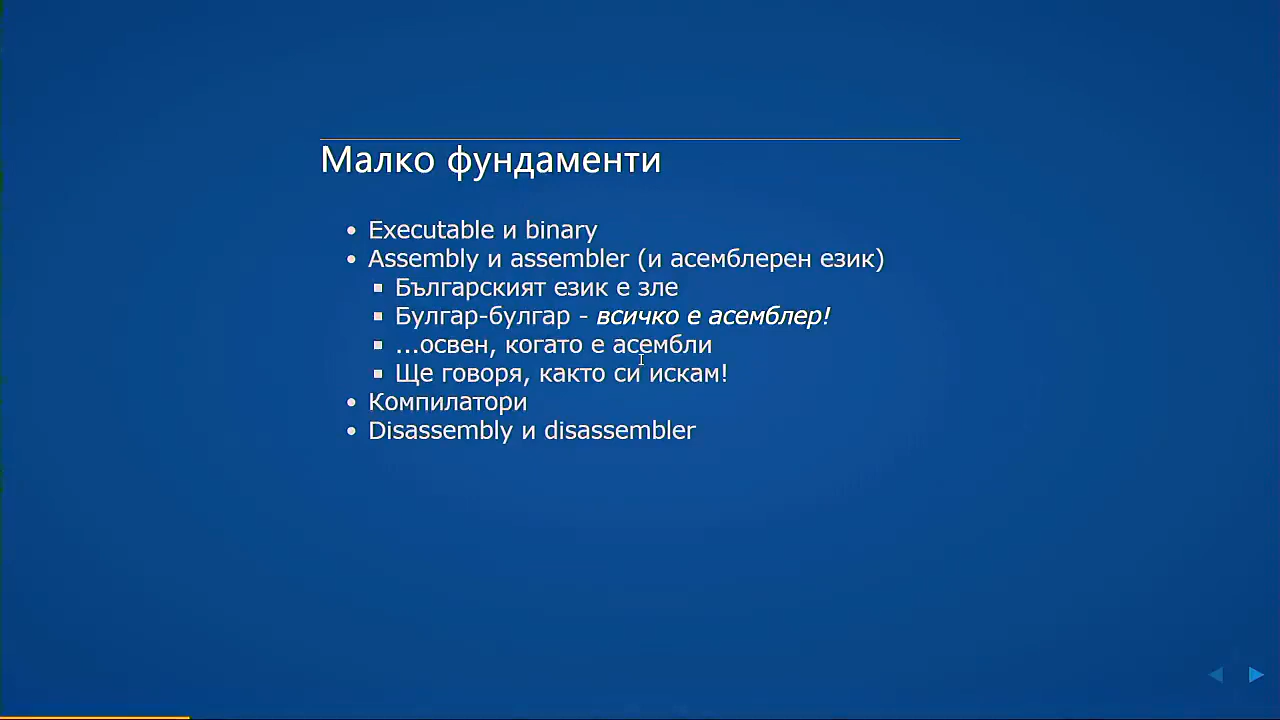 Малко фундаменти
• Executable и binary
• Assembly и assembler (и асемблерен език)
▪ Българският език е зле
▪ Булгар-булгар - всичко е асемблер!
▪ ...освен, когато е асембли
▪ Ще говоря, както си искам!
• Компилатори
• Disassembly и disassembler